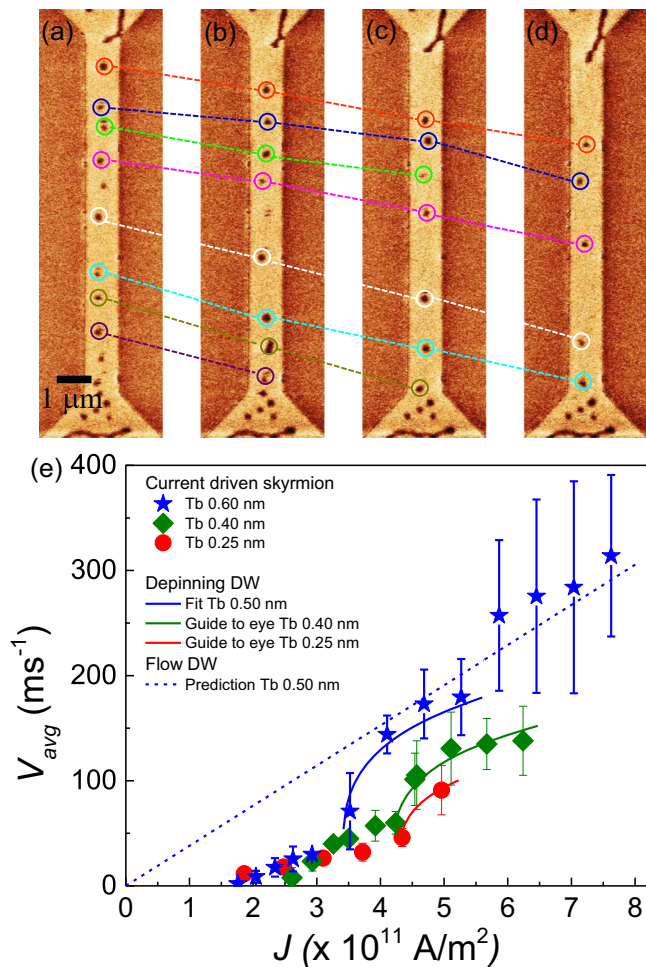 (a)
(b)
(c)
(d)
1 μm
(e)
400
300
200
100
0
V_avg (ms⁻¹)
Current driven skyrmion
Tb 0.60 nm
Tb 0.40 nm
Tb 0.25 nm
Depinning DW
Fit Tb 0.50 nm
Guide to eye Tb 0.40 nm
Guide to eye Tb 0.25 nm
Flow DW
Prediction Tb 0.50 nm
0 1 2 3 4 5 6 7 8
J (x 10¹¹ A/m²)